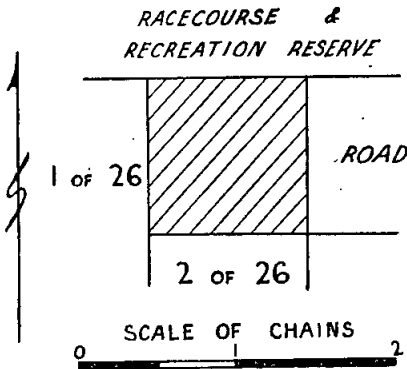 RACECOURSE &
RECREATION RESERVE
ROAD
1 OF 26
2 OF 26
SCALE OF CHAINS
0 1 2